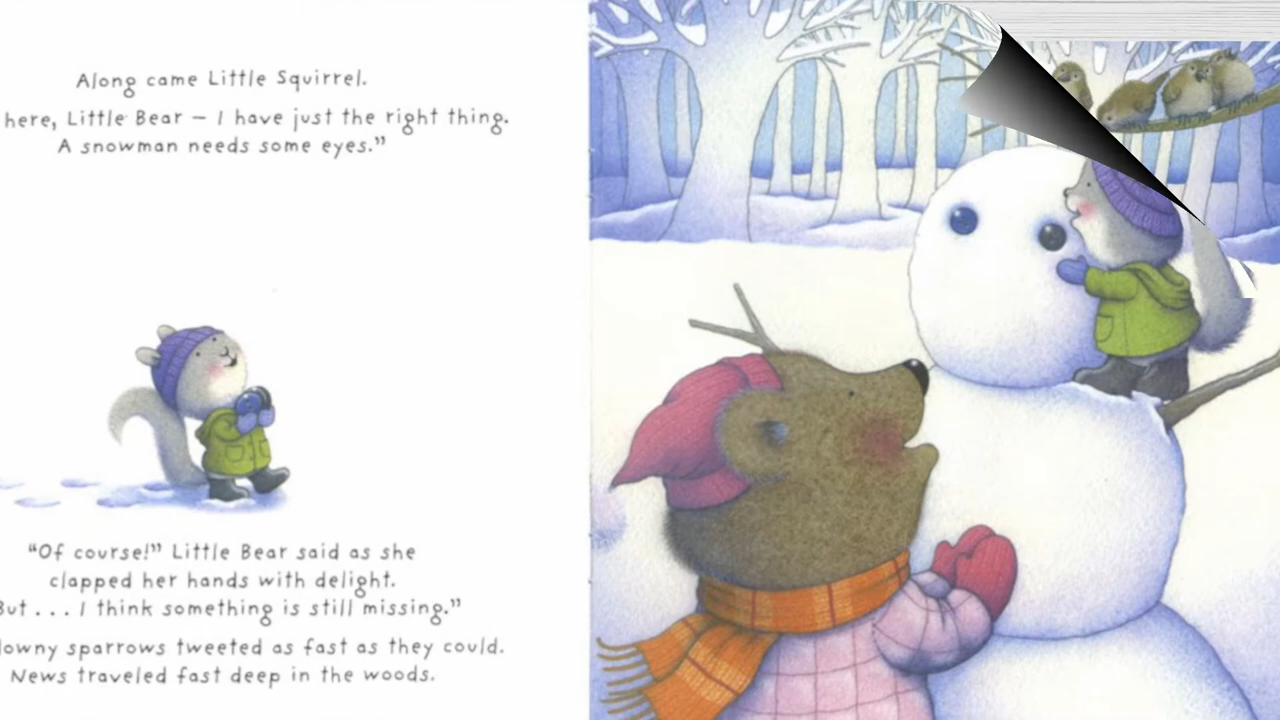 Along came Little Squirrel.
here, Little Bear – I have just the right thing.
A snowman needs some eyes.”
“Of course!” Little Bear said as she
clapped her hands with delight.
But . . . I think something is still missing.”
sparrows tweeted as fast as they could.
News traveled fast deep in the woods.